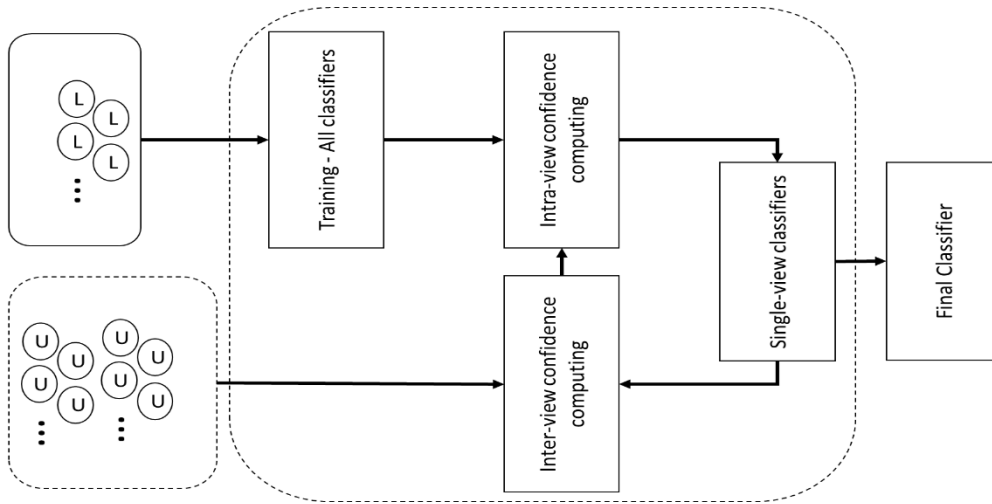 L
L
L
L
...
Training - All classifiers
Intra-view confidence
computing
Single-view classifiers
Final Classifier
U
U
U
U
U
U
U
U
...
...
Inter-view confidence
computing